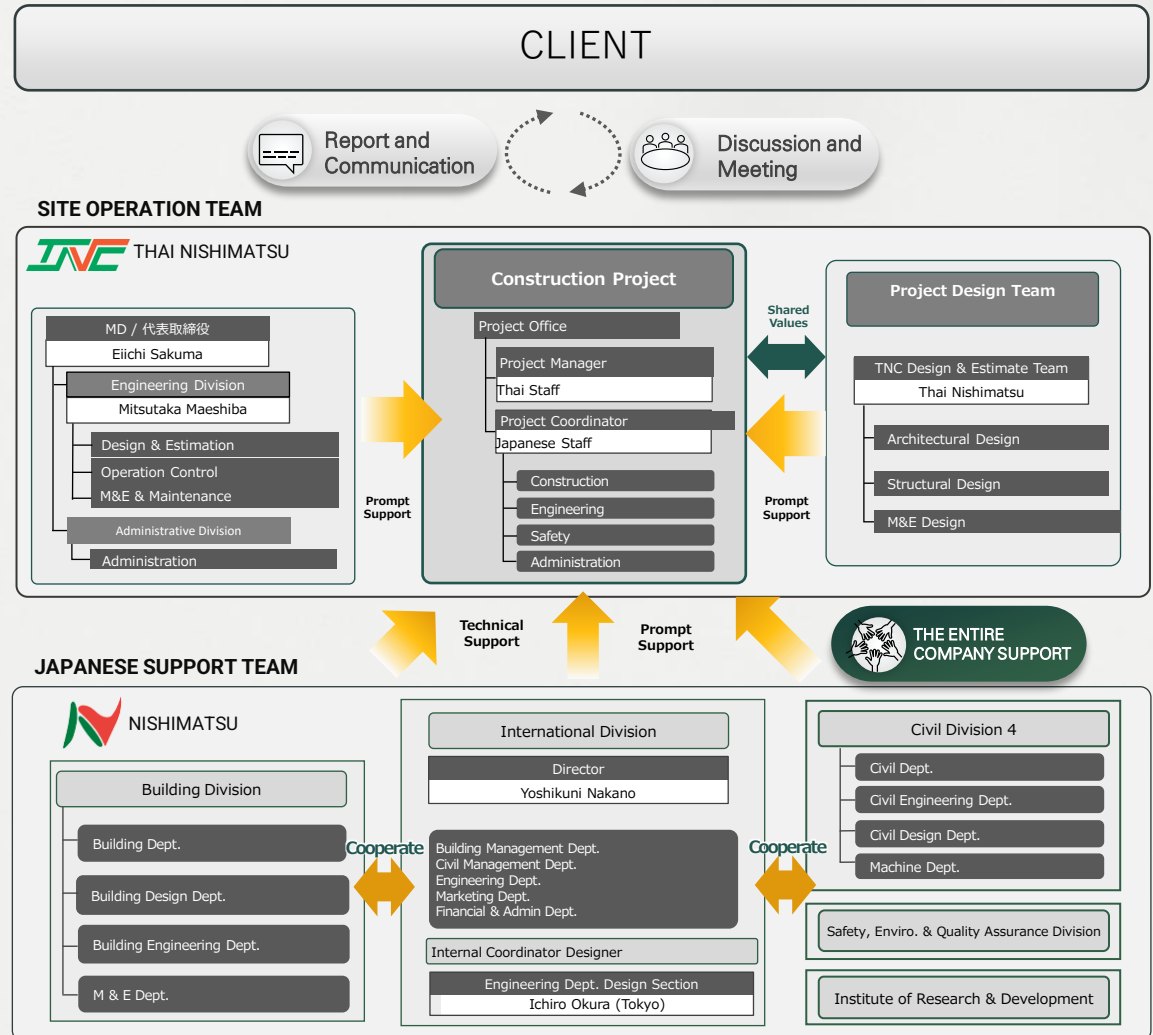 CLIENT
Report and
Communication
Discussion and
Meeting
SITE OPERATION TEAM
TNC THAI NISHIMATSU
MD / 代表取締役
Eiichi Sakuma
Engineering Division
Mitsutaka Maeshiba
Design & Estimation
Operation Control
M&E & Maintenance
Administrative Division
Administration
Prompt
Support
Construction Project
Project Office
Project Manager
Thai Staff
Project Coordinator
Japanese Staff
Construction
Engineering
Safety
Administration
Shared
Values
Prompt
Support
Project Design Team
TNC Design & Estimate Team
Thai Nishimatsu
Architectural Design
Structural Design
M&E Design
Technical
Support
Prompt
Support
THE ENTIRE
COMPANY SUPPORT
JAPANESE SUPPORT TEAM
NISHIMATSU
Building Division
Building Dept.
Building Design Dept.
Building Engineering Dept.
M & E Dept.
Cooperate
International Division
Director
Yoshikuni Nakano
Building Management Dept.
Civil Management Dept.
Engineering Dept.
Marketing Dept.
Financial & Admin Dept.
Internal Coordinator Designer
Engineering Dept. Design Section
Ichiro Okura (Tokyo)
Cooperate
Civil Division 4
Civil Dept.
Civil Engineering Dept.
Civil Design Dept.
Machine Dept.
Safety, Enviro. & Quality Assurance Division
Institute of Research & Development